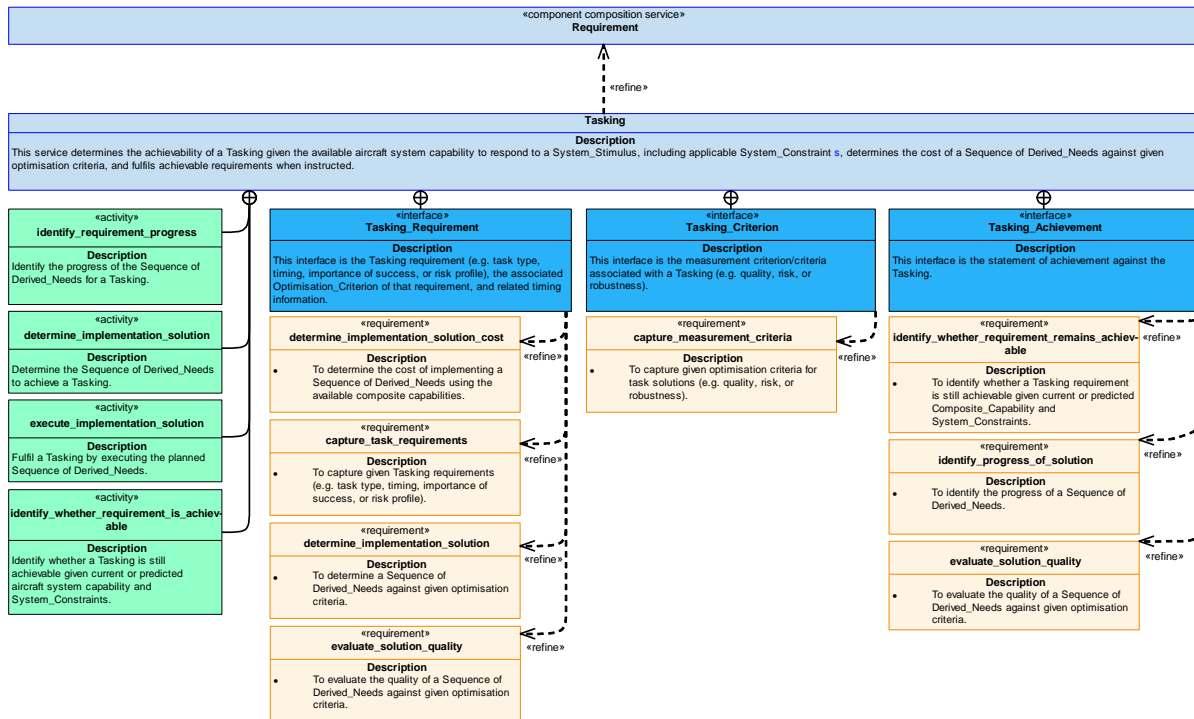 «component composition service»
Requirement
«refine»
Tasking
Description
This service determines the achievability of a Tasking given the available aircraft system capability to respond to a System_Stimulus, including applicable System_Constraint s, determines the cost of a Sequence of Derived_Needs against given
optimisation criteria, and fulfils achievable requirements when instructed.
«activity»
identify_requirement_progress
Description
Identify the progress of the Sequence of
Derived_Needs for a Tasking.
«activity»
determine_implementation_solution
Description
Determine the Sequence of Derived_Needs
to achieve a Tasking.
«activity»
execute_implementation_solution
Description
Fulfil a Tasking by executing the planned
Sequence of Derived_Needs.
«activity»
identify_whether_requirement_is_achiev-
able
Description
Identify whether a Tasking is still
achievable given current or predicted
aircraft system capability and
System_Constraints.
«interface»
Tasking_Requirement
Description
This interface is the Tasking requirement (e.g. task type,
timing, importance of success, or risk profile), the associated
Optimisation_Criterion of that requirement, and related timing
information.
«requirement»
determine_implementation_solution_cost
Description
• To determine the cost of implementing a
Sequence of Derived_Needs using the
available composite capabilities.
«refine»
«requirement»
capture_task_requirements
Description
• To capture given Tasking requirements
(e.g. task type, timing, importance of
success, or risk profile).
«refine»
«requirement»
determine_implementation_solution
Description
• To determine a Sequence of
Derived_Needs against given optimisation
criteria.
«refine»
«requirement»
evaluate_solution_quality
Description
• To evaluate the quality of a Sequence of
Derived_Needs against given optimisation
criteria.
«refine»
«interface»
Tasking_Criterion
Description
This interface is the measurement criterion/criteria
associated with a Tasking (e.g. quality, risk, or
robustness).
«requirement»
capture_measurement_criteria
Description
• To capture given optimisation criteria for
task solutions (e.g. quality, risk, or
robustness).
«refine»
«interface»
Tasking_Achievement
Description
This interface is the statement of achievement against the
Tasking.
«requirement»
identify_whether_requirement_remains_achiev-
able
Description
• To identify whether a Tasking requirement
is still achievable given current or predicted
Composite_Capability and
System_Constraints.
«refine»
«requirement»
identify_progress_of_solution
Description
• To identify the progress of a Sequence of
Derived_Needs.
«refine»
«requirement»
evaluate_solution_quality
Description
• To evaluate the quality of a Sequence of
Derived_Needs against given optimisation
criteria.
«refine»